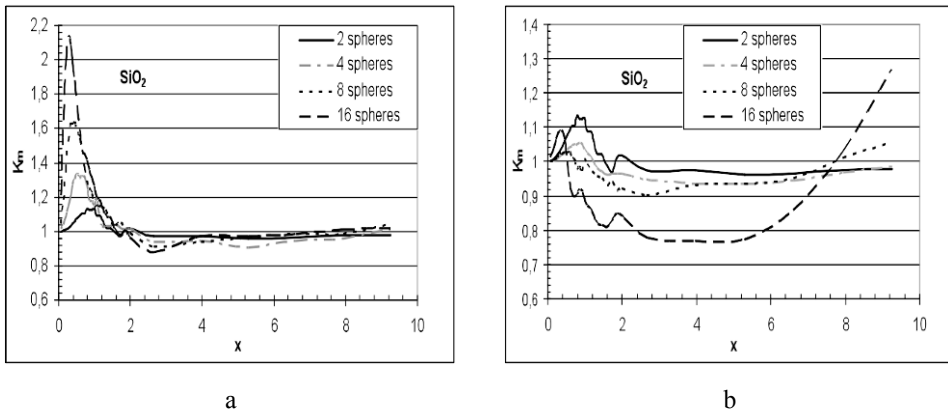 2,2
2
1,8
1,6
1,4
1,2
1
0,8
0,6
Km
SiO₂
2 spheres
4 spheres
8 spheres
16 spheres
0 2 4 6 8 10
x
a
1,4
1,3
1,2
1,1
1
0,9
0,8
0,7
0,6
Km
SiO₂
2 spheres
4 spheres
8 spheres
16 spheres
0 2 4 6 8 10
x
b